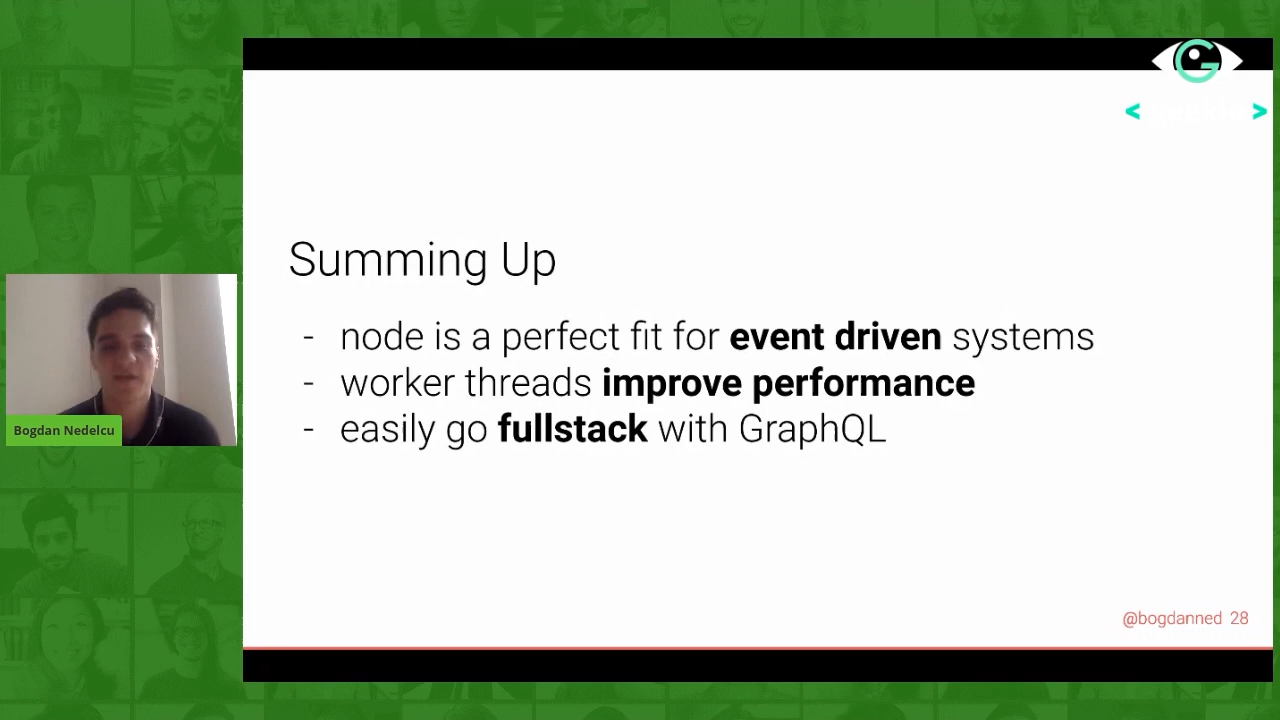 < >
Summing Up
- node is a perfect fit for event driven systems
- worker threads improve performance
- easily go fullstack with GraphQL
Bogdan Nedelcu
@bogdanned 28